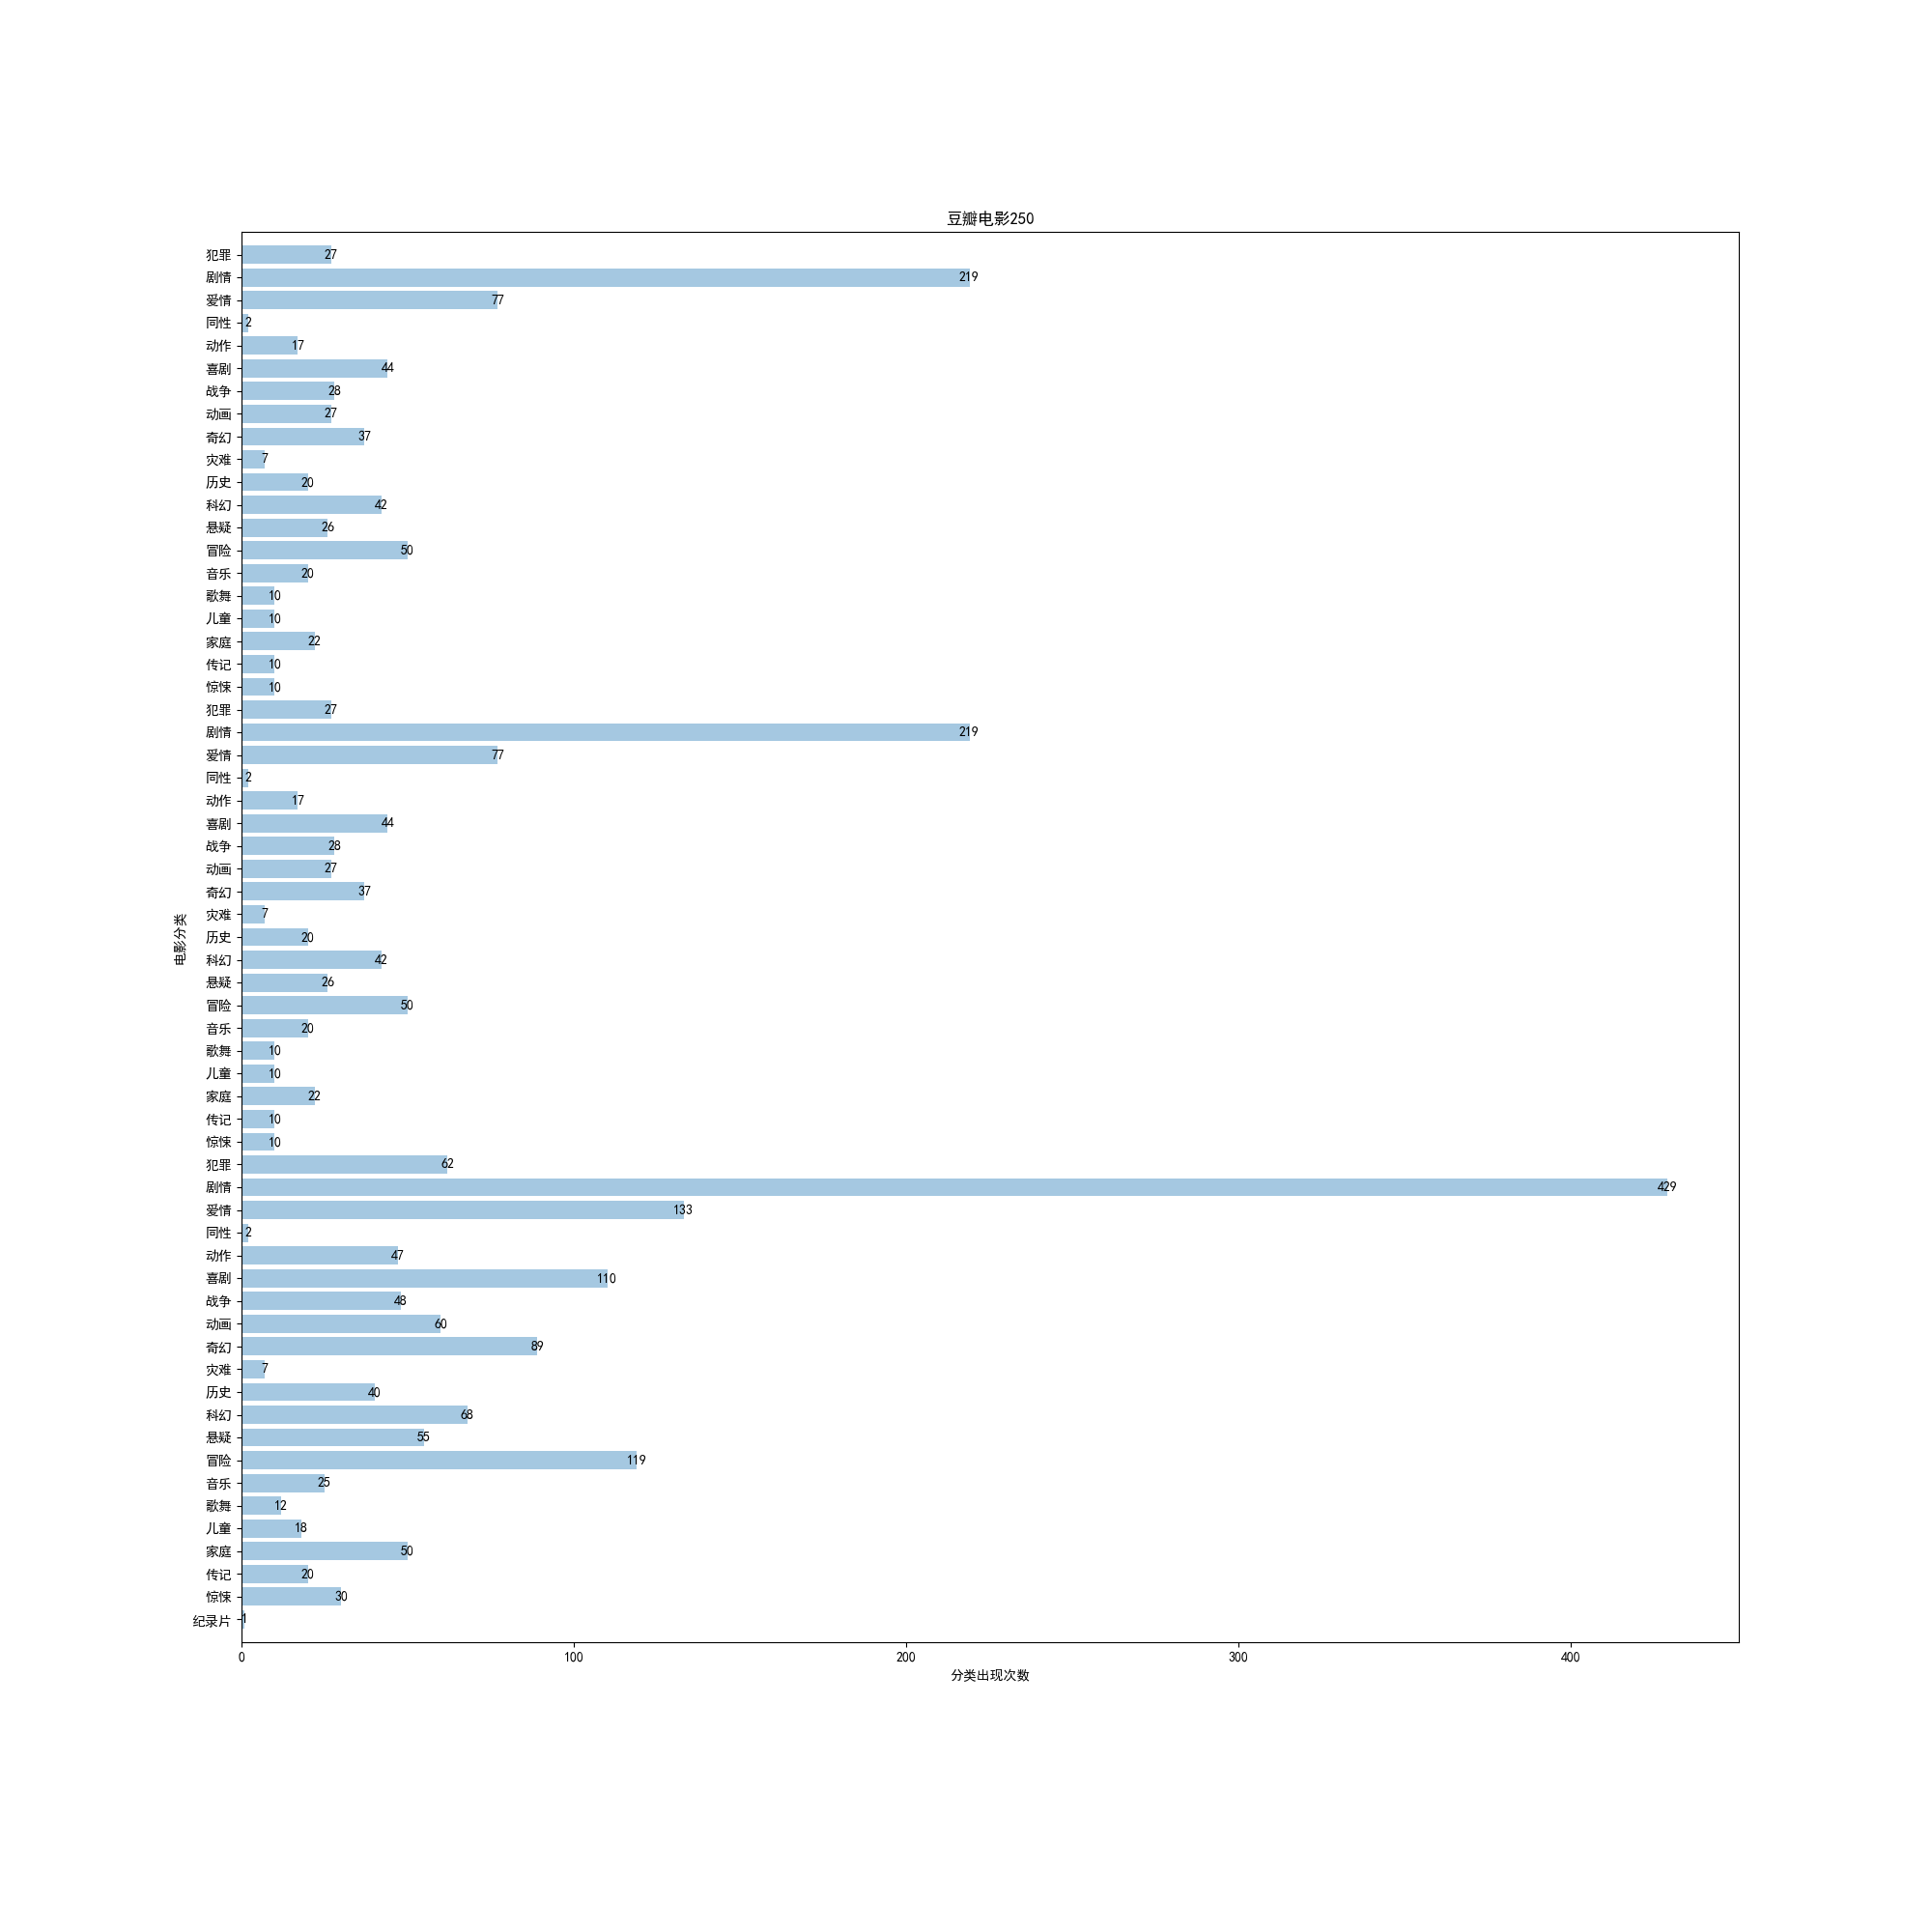 豆瓣电影250
犯罪 27
剧情 219
爱情 77
同性 2
动作 17
喜剧 44
战争 28
动画 27
奇幻 37
灾难 7
历史 20
科幻 42
悬疑 26
冒险 50
音乐 20
歌舞 10
儿童 10
家庭 22
传记 10
惊悚 10
犯罪 27
剧情 219
爱情 77
同性 2
动作 17
喜剧 44
战争 28
动画 27
奇幻 37
灾难 7
历史 20
科幻 42
悬疑 26
冒险 50
音乐 20
歌舞 10
儿童 10
家庭 22
传记 10
惊悚 10
犯罪 62
剧情 429
爱情 133
同性 2
动作 47
喜剧 110
战争 48
动画 60
奇幻 89
灾难 7
历史 40
科幻 68
悬疑 55
冒险 119
音乐 25
歌舞 12
儿童 18
家庭 50
传记 20
惊悚 30
纪录片 1
电影分类
0 100 200 300 400
分类出现次数